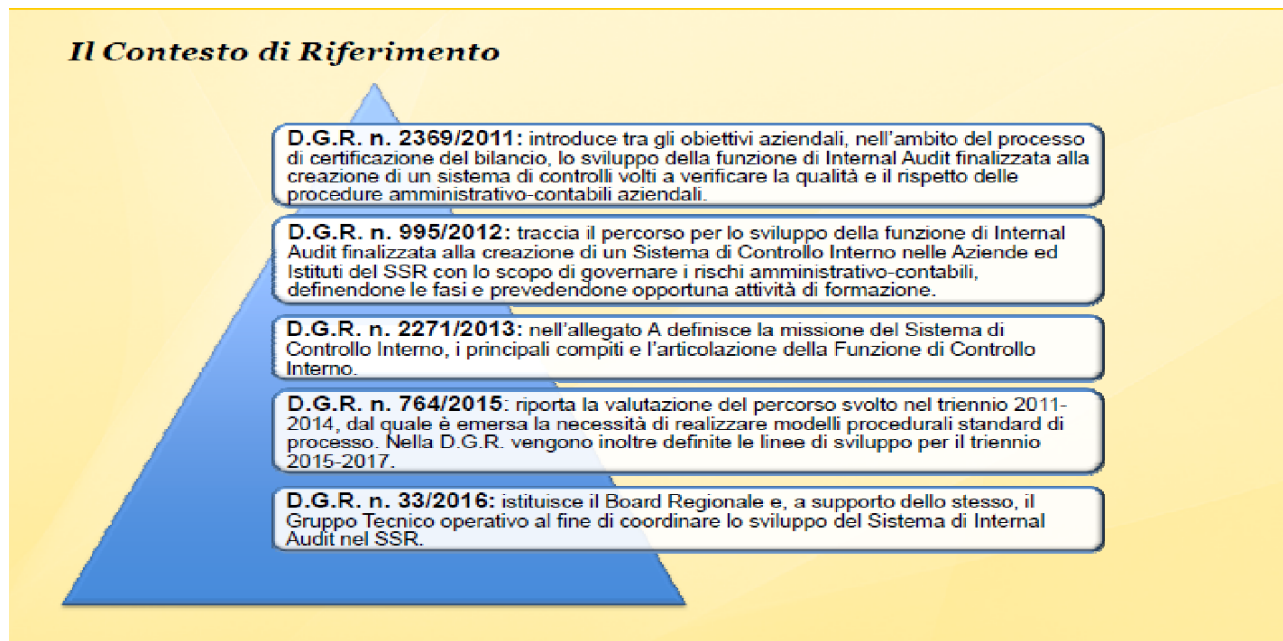 Il Contesto di Riferimento
D.G.R. n. 2369/2011: introduce tra gli obiettivi aziendali, nell'ambito del processo
di certificazione del bilancio, lo sviluppo della funzione di Internal Audit finalizzata alla
creazione di un sistema di controlli volti a verificare la qualità e il rispetto delle
procedure amministrativo-contabili aziendali.
D.G.R. n. 995/2012: traccia il percorso per lo sviluppo della funzione di Internal
Audit finalizzata alla creazione di un Sistema di Controllo Interno nelle Aziende ed
Istituti del SSR con lo scopo di governare i rischi amministrativo-contabili,
definendone le fasi e prevedendone opportuna attività di formazione.
D.G.R. n. 2271/2013: nell'allegato A definisce la missione del Sistema di
Controllo Interno, i principali compiti e l'articolazione della Funzione di Controllo
Interno.
D.G.R. n. 764/2015: riporta la valutazione del percorso svolto nel triennio 2011-
2014, dal quale è emersa la necessità di realizzare modelli procedurali standard di
processo. Nella D.G.R. vengono inoltre definite le linee di sviluppo per il triennio
2015-2017.
D.G.R. n. 33/2016: istituisce il Board Regionale e, a supporto dello stesso, il
Gruppo Tecnico operativo al fine di coordinare lo sviluppo del Sistema di Internal
Audit nel SSR.